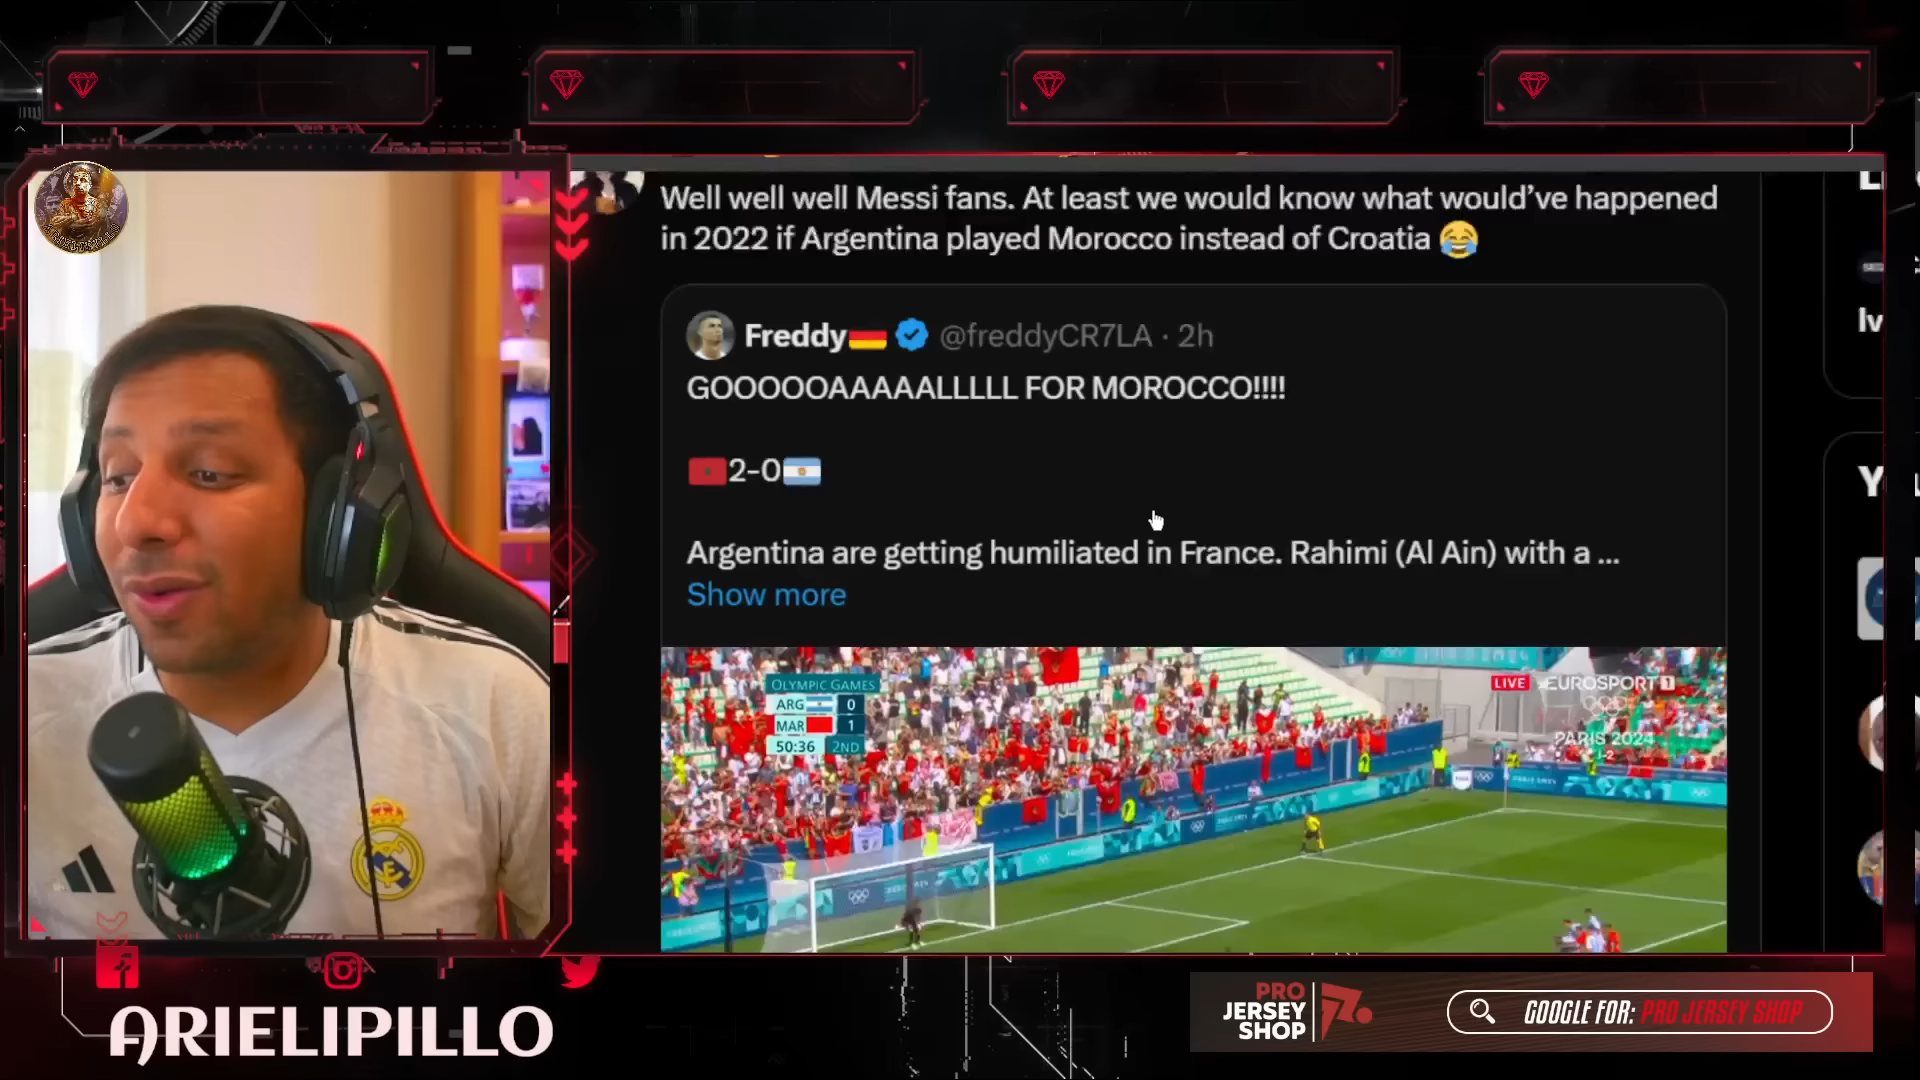 Well well well Messi fans. At least we would know what would’ve happened
in 2022 if Argentina played Morocco instead of Croatia 😂
Freddy🇩🇪 @freddyCR7LA · 2h
GOOOOOAAAAALLLLL FOR MOROCCO!!!!
🇲🇦2-0🇦🇷
Argentina are getting humiliated in France. Rahimi (Al Ain) with a ...
Show more
OLYMPIC GAMES
ARG 0
MAR 1
50:36 2ND
LIVE EUROSPORT 1
PARIS 2024
ARIELIPILLO
PRO
JERSEY
SHOP
GOOGLE FOR: PRO JERSEY SHOP